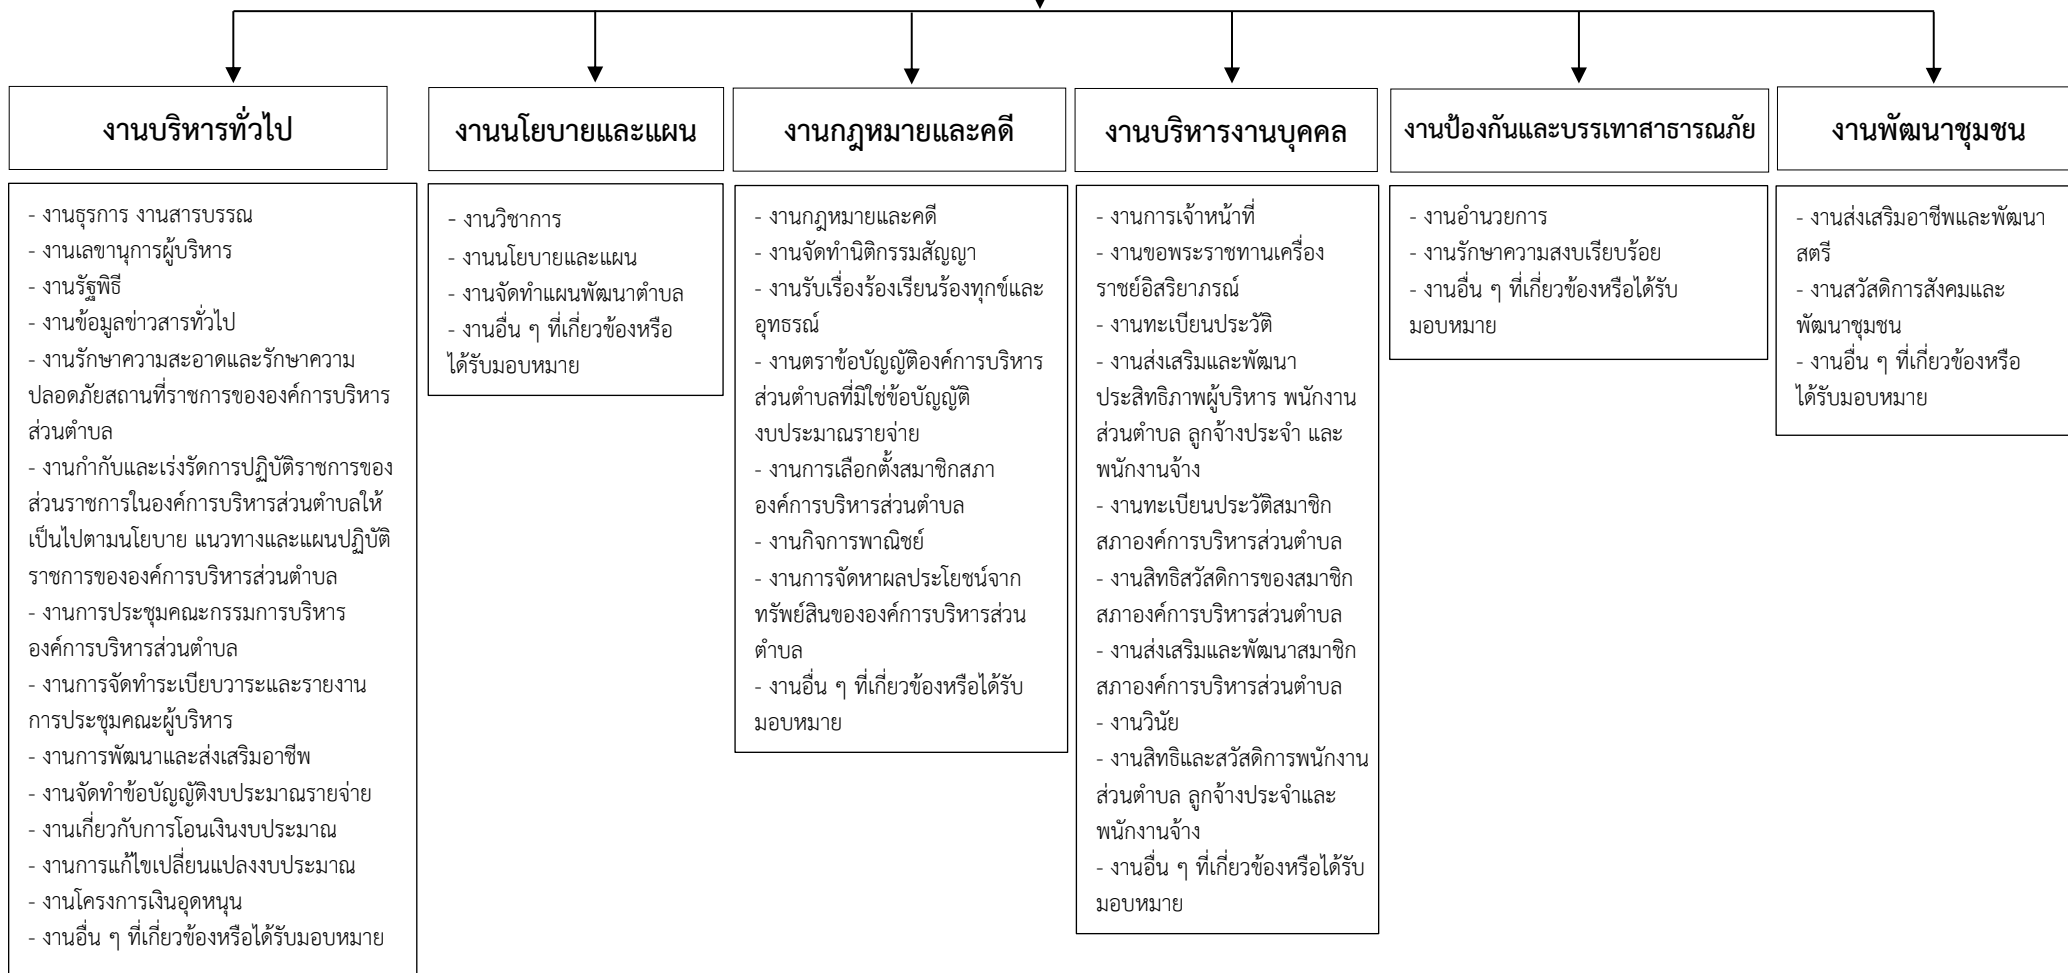 งานบริหารทั่วไป
- งานธุรการ งานสารบรรณ
- งานเลขานุการผู้บริหาร
- งานรัฐพิธี
- งานข้อมูลข่าวสารทั่วไป
- งานรักษาความสะอาดและรักษาความ
ปลอดภัยสถานที่ราชการขององค์การบริหาร
ส่วนตำบล
- งานกำกับและเร่งรัดการปฏิบัติราชการของ
ส่วนราชการในองค์การบริหารส่วนตำบลให้
เป็นไปตามนโยบาย แนวทางและแผนปฏิบัติ
ราชการขององค์การบริหารส่วนตำบล
- งานการประชุมคณะกรรมการบริหาร
องค์การบริหารส่วนตำบล
- งานการจัดทำระเบียบวาระและรายงาน
การประชุมคณะผู้บริหาร
- งานการพัฒนาและส่งเสริมอาชีพ
- งานจัดทำข้อบัญญัติงบประมาณรายจ่าย
- งานเกี่ยวกับการโอนเงินงบประมาณ
- งานการแก้ไขเปลี่ยนแปลงงบประมาณ
- งานโครงการเงินอุดหนุน
- งานอื่น ๆ ที่เกี่ยวข้องหรือได้รับมอบหมาย
งานนโยบายและแผน
- งานวิชาการ
- งานนโยบายและแผน
- งานจัดทำแผนพัฒนาตำบล
- งานอื่น ๆ ที่เกี่ยวข้องหรือ
ได้รับมอบหมาย
งานกฎหมายและคดี
- งานกฎหมายและคดี
- งานจัดทำนิติกรรมสัญญา
- งานรับเรื่องร้องเรียนร้องทุกข์และ
อุทธรณ์
- งานตราข้อบัญญัติองค์การบริหาร
ส่วนตำบลที่มิใช่ข้อบัญญัติ
งบประมาณรายจ่าย
- งานการเลือกตั้งสมาชิกสภา
องค์การบริหารส่วนตำบล
- งานกิจการพาณิชย์
- งานการจัดหาผลประโยชน์จาก
ทรัพย์สินขององค์การบริหารส่วน
ตำบล
- งานอื่น ๆ ที่เกี่ยวข้องหรือได้รับ
มอบหมาย
งานบริหารงานบุคคล
- งานการเจ้าหน้าที่
- งานขอพระราชทานเครื่อง
ราชย์อิสริยาภรณ์
- งานทะเบียนประวัติ
- งานส่งเสริมและพัฒนา
ประสิทธิภาพผู้บริหาร พนักงาน
ส่วนตำบล ลูกจ้างประจำ และ
พนักงานจ้าง
- งานทะเบียนประวัติสมาชิก
สภาองค์การบริหารส่วนตำบล
- งานสิทธิสวัสดิการของสมาชิก
สภาองค์การบริหารส่วนตำบล
- งานส่งเสริมและพัฒนาสมาชิก
สภาองค์การบริหารส่วนตำบล
- งานวินัย
- งานสิทธิและสวัสดิการพนักงาน
ส่วนตำบล ลูกจ้างประจำและ
พนักงานจ้าง
- งานอื่น ๆ ที่เกี่ยวข้องหรือได้รับ
มอบหมาย
งานป้องกันและบรรเทาสาธารณภัย
- งานอำนวยการ
- งานรักษาความสงบเรียบร้อย
- งานอื่น ๆ ที่เกี่ยวข้องหรือได้รับ
มอบหมาย
งานพัฒนาชุมชน
- งานส่งเสริมอาชีพและพัฒนา
สตรี
- งานสวัสดิการสังคมและ
พัฒนาชุมชน
- งานอื่น ๆ ที่เกี่ยวข้องหรือ
ได้รับมอบหมาย